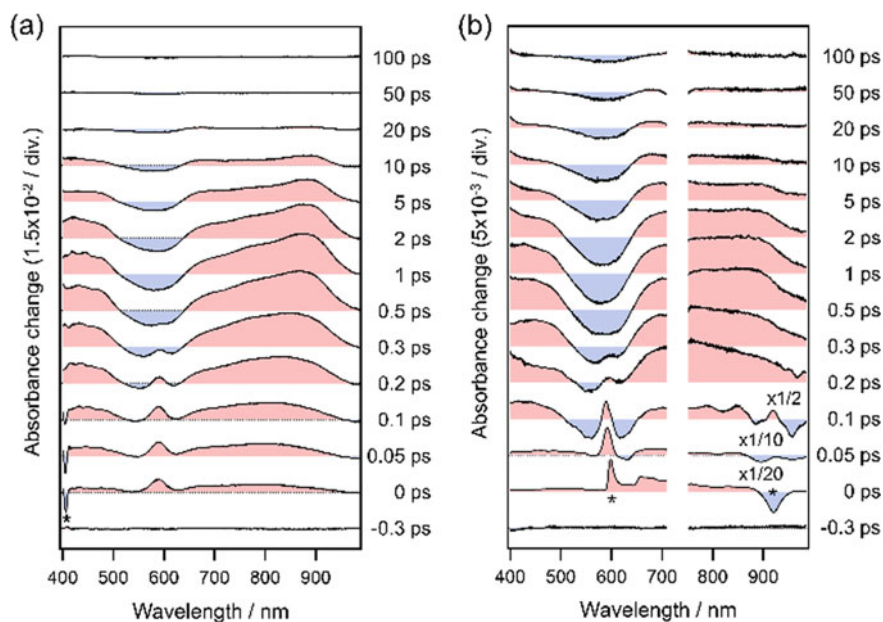 (a)
Absorbance change (1.5x10⁻² / div.)
100 ps
50 ps
20 ps
10 ps
5 ps
2 ps
1 ps
0.5 ps
0.3 ps
0.2 ps
0.1 ps
0.05 ps
0 ps
*
-0.3 ps
400 500 600 700 800 900
Wavelength / nm
(b)
Absorbance change (5x10⁻³ / div.)
100 ps
50 ps
20 ps
10 ps
5 ps
2 ps
1 ps
0.5 ps
0.3 ps
0.2 ps
x1/2
0.1 ps
x1/10
0.05 ps
x1/20
0 ps
* *
-0.3 ps
400 500 600 700 800 900
Wavelength / nm